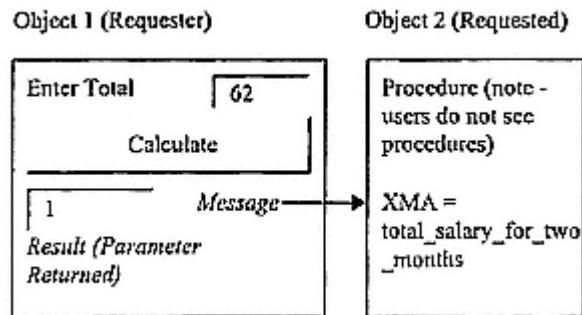 Object 1 (Requester)
Object 2 (Requested)
Enter Total 62
Calculate
1
Message
Result (Parameter
Returned)
Procedure (note -
users do not see
procedures)
XMA =
total_salary_for_two
_months